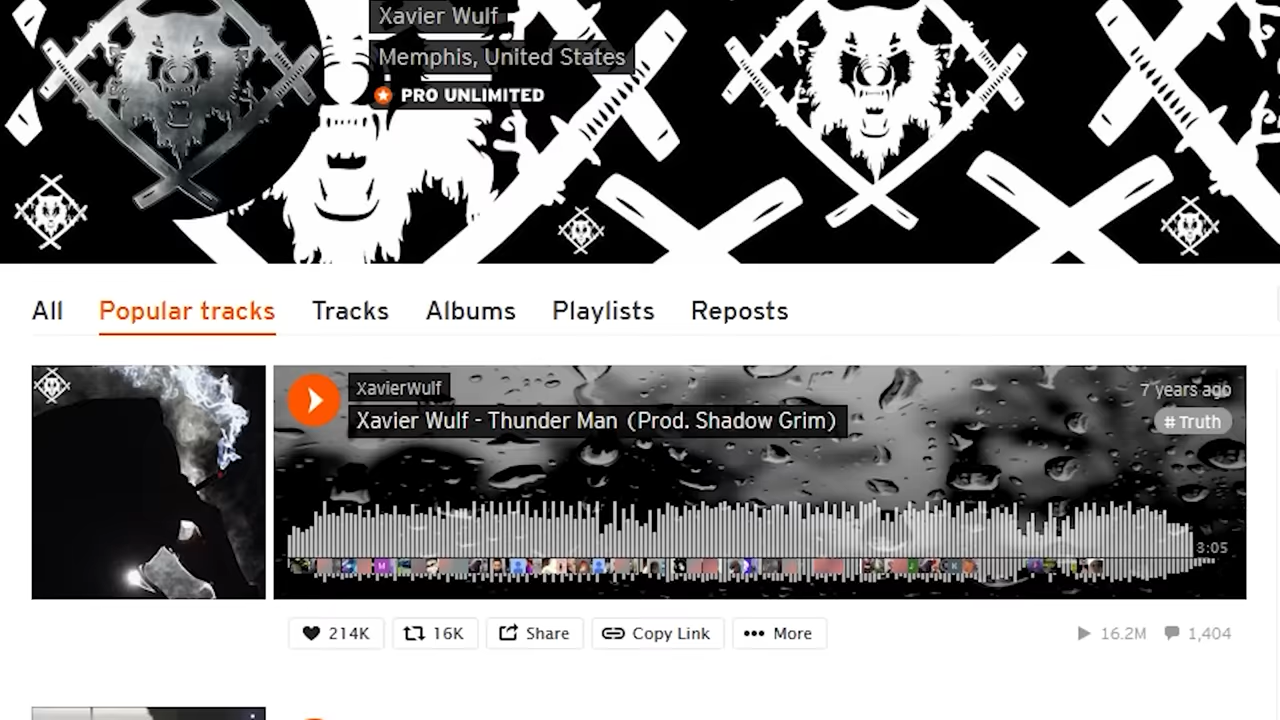 Xavier Wulf
Memphis, United States
PRO UNLIMITED
All Popular tracks Tracks Albums Playlists Reposts
XavierWulf
7 years ago
Xavier Wulf - Thunder Man (Prod. Shadow Grim)
# Truth
3:05
214K 16K Share Copy Link More 16.2M 1,404